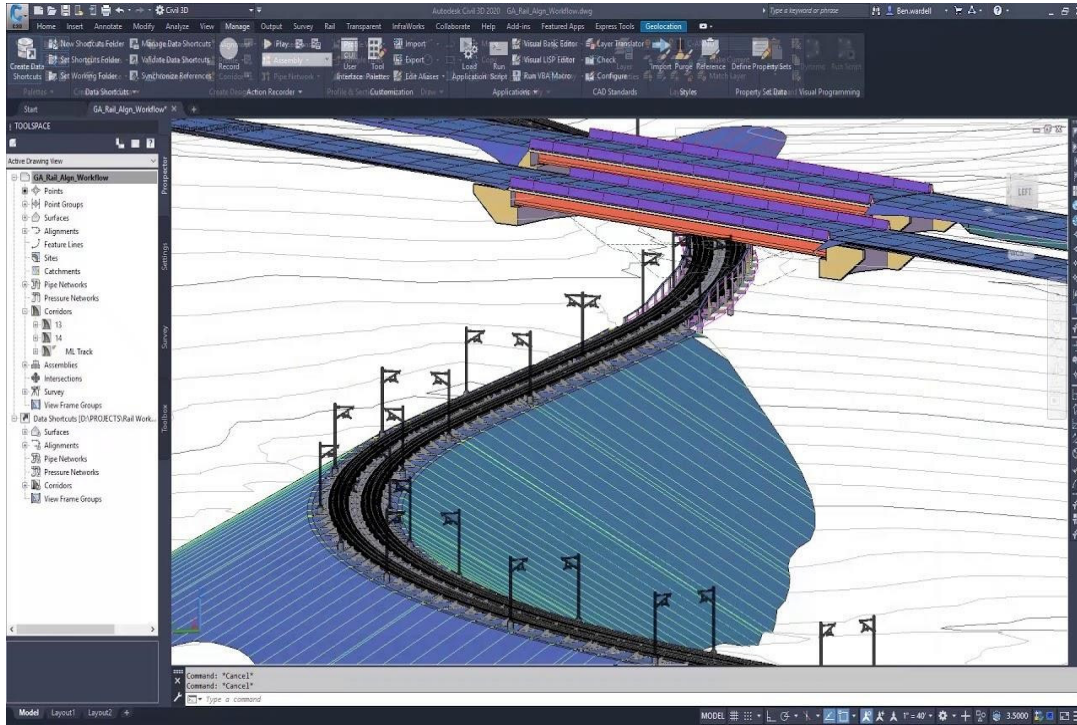 Civil 3D
Autodesk Civil 3D 2020 GA_Rail_Algn_Workflow.dwg
Type a keyword or phrase
Ben.wardell
Home Insert Annotate Modify Analyze View Manage Output Survey Rail Transparent InfraWorks Collaborate Help Add-ins Featured Apps Express Tools Geolocation
New Shortcuts Folder Manage Data Shortcuts
Set Shortcuts Folder Validate Data Shortcuts
Set Working Folder Synchronize References
Create Data Shortcuts
Record
Play
User Interface
Tool Palettes
Import
Export
Edit Aliases
Load Application
Run Script
Visual Basic Editor
Visual LISP Editor
Run VBA Macro
Layer Translator
Check
Configure
Import Purge Reference
Define Property Sets
Data Shortcuts
Action Recorder
Customization
Applications
CAD Standards
Styles
Property Set Data
Visual Programming
Start GA_Rail_Algn_Workflow*
TOOLSPACE
Active Drawing View
GA_Rail_Algn_Workflow
Points
Point Groups
Surfaces
Alignments
Feature Lines
Sites
Catchments
Pipe Networks
Pressure Networks
Corridors
13
14
ML Track
Assemblies
Intersections
Survey
View Frame Groups
Data Shortcuts [D:\PROJECTS\Rail Work...
Surfaces
Alignments
Pipe Networks
Pressure Networks
Corridors
View Frame Groups
Prospector
Settings
Survey
Toolbox
LEFT
WCS
Command: *Cancel*
Command: *Cancel*
Type a command
Model Layout1 Layout2 +
MODEL
1" = 40'
3.5000